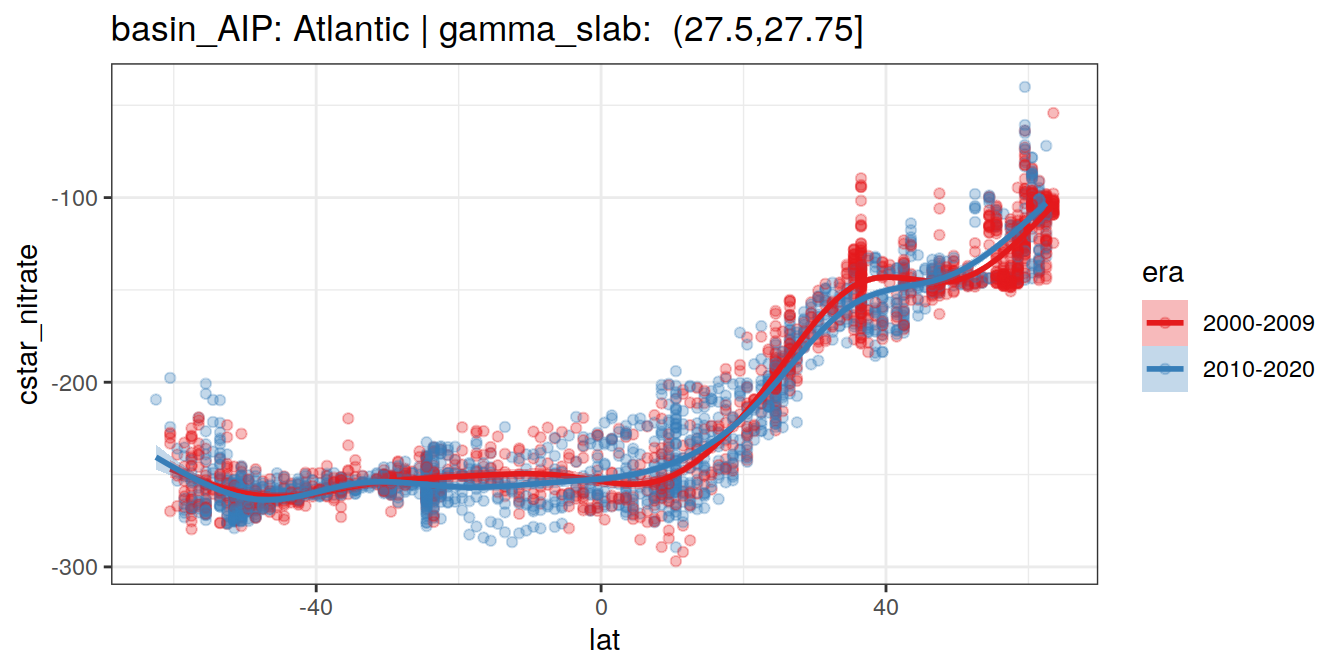 basin_AIP: Atlantic | gamma_slab:  (27.5,27.75]
cstar_nitrate
-100
-200
-300
-40
0
40
lat
era
2000-2009
2010-2020